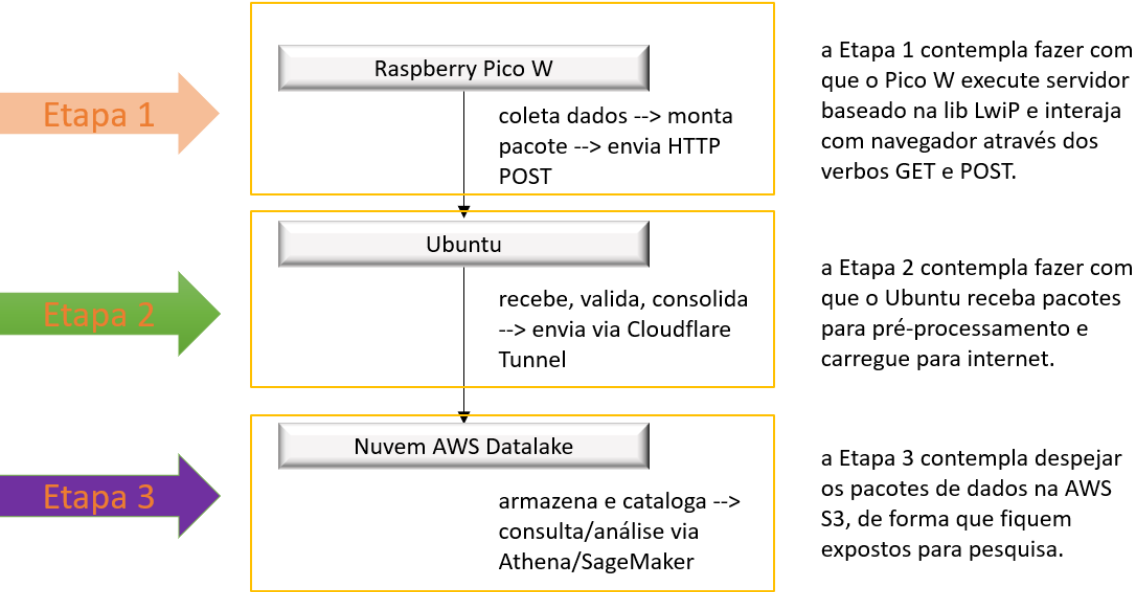 Etapa 1
Raspberry Pico W
coleta dados --> monta
pacote --> envia HTTP
POST
a Etapa 1 contempla fazer com
que o Pico W execute servidor
baseado na lib LwiP e interaja
com navegador através dos
verbos GET e POST.
Etapa 2
Ubuntu
recebe, valida, consolida
--> envia via Cloudflare
Tunnel
a Etapa 2 contempla fazer com
que o Ubuntu receba pacotes
para pré-processamento e
carregue para internet.
Etapa 3
Nuvem AWS Datalake
armazena e cataloga -->
consulta/análise via
Athena/SageMaker
a Etapa 3 contempla despejar
os pacotes de dados na AWS
S3, de forma que fiquem
expostos para pesquisa.